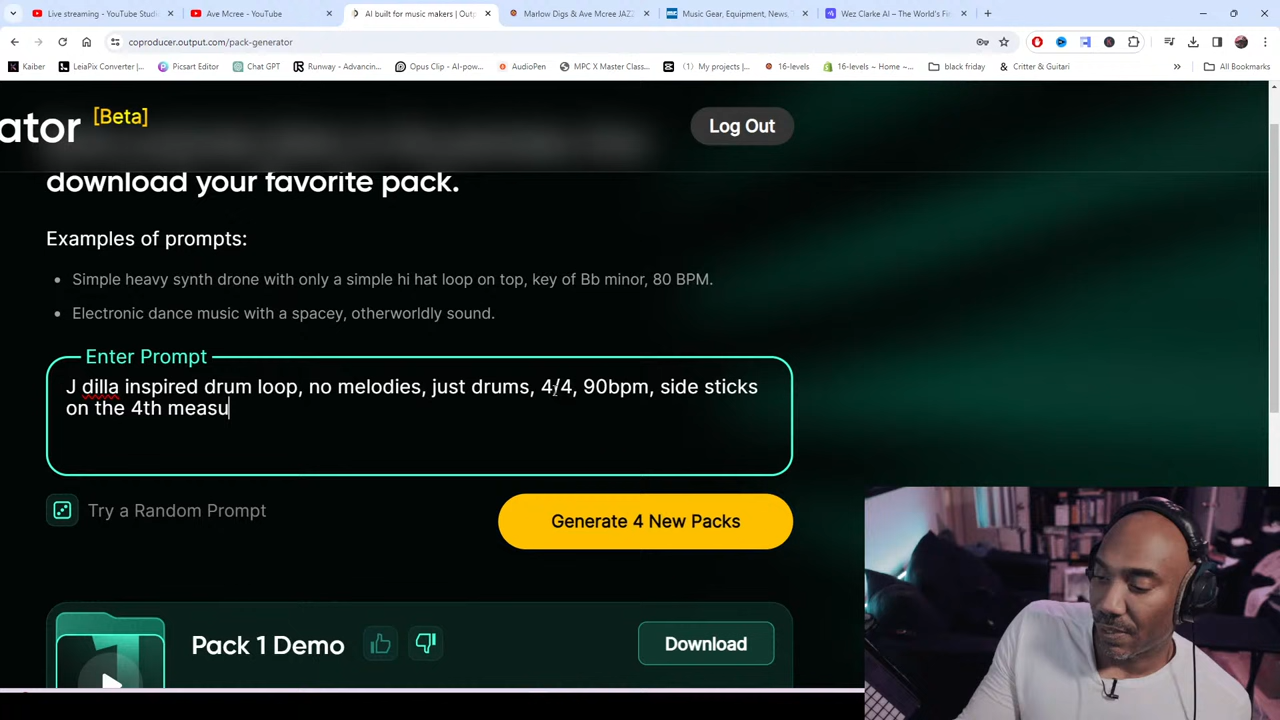 Live streaming - YouTube Studi
Ave Mcree - YouTube
AI built for music makers | Outp
Marlow Digs & Ave Mcree JAZZ
Music Gear, Equipment, News, T
Wez Clarke AI – The World's Fi
coproducer.output.com/pack-generator
Kaiber
LeiaPix Converter |...
Picsart Editor
Chat GPT
Runway - Advancin...
Opus Clip - AI-pow...
AudioPen
MPC X Master Class...
(1) My projects |...
16-levels
16-levels ~ Home ~...
black friday
Critter & Guitari
»
All Bookmarks
ator [Beta]
Log Out
download your favorite pack.
Examples of prompts:
• Simple heavy synth drone with only a simple hi hat loop on top, key of Bb minor, 80 BPM.
• Electronic dance music with a spacey, otherworldly sound.
Enter Prompt
J dilla inspired drum loop, no melodies, just drums, 4/4, 90bpm, side sticks
on the 4th measu
Try a Random Prompt
Generate 4 New Packs
1
Pack 1 Demo
Download